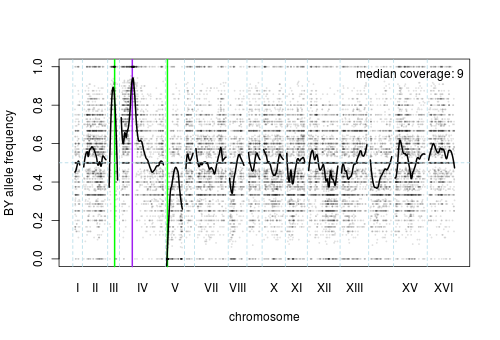 median coverage: 9
BY allele frequency
1.0
0.8
0.6
0.4
0.2
0.0
I II III IV V VII VIII X XI XII XIII XV XVI
chromosome